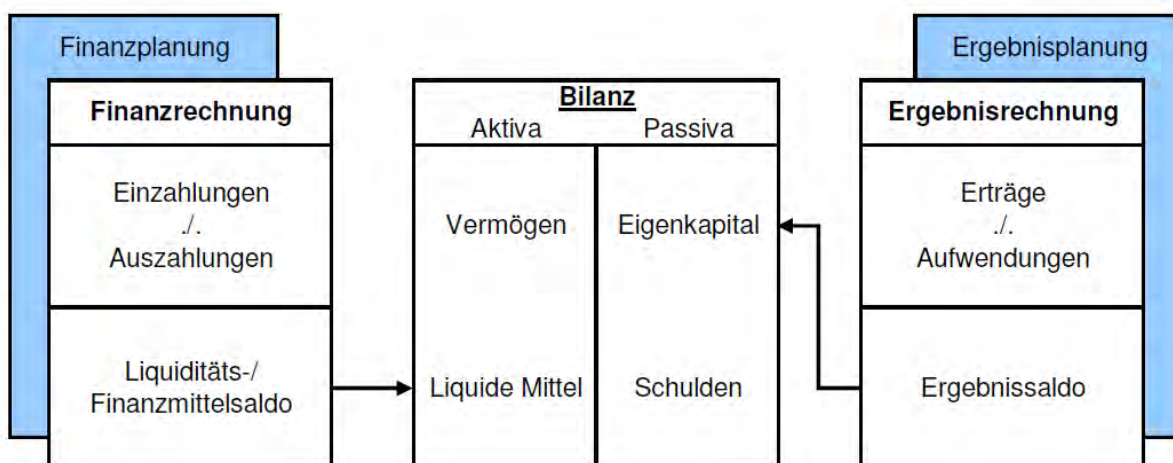 Finanzplanung
Finanzrechnung
Einzahlungen
./.
Auszahlungen
Liquiditäts-/
Finanzmittelsaldo
Bilanz
Aktiva
Passiva
Vermögen
Eigenkapital
Liquide Mittel
Schulden
Ergebnisplanung
Ergebnisrechnung
Erträge
./.
Aufwendungen
Ergebnissaldo